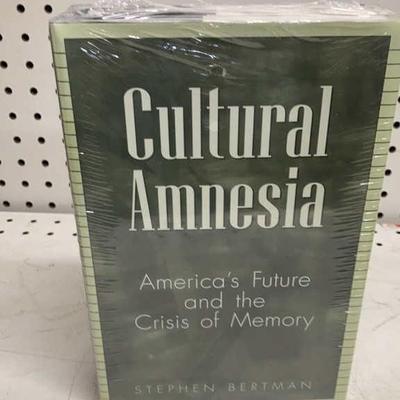 Cultural
Amnesia
America's Future
and the
Crisis of Memory
STEPHEN BERTMAN